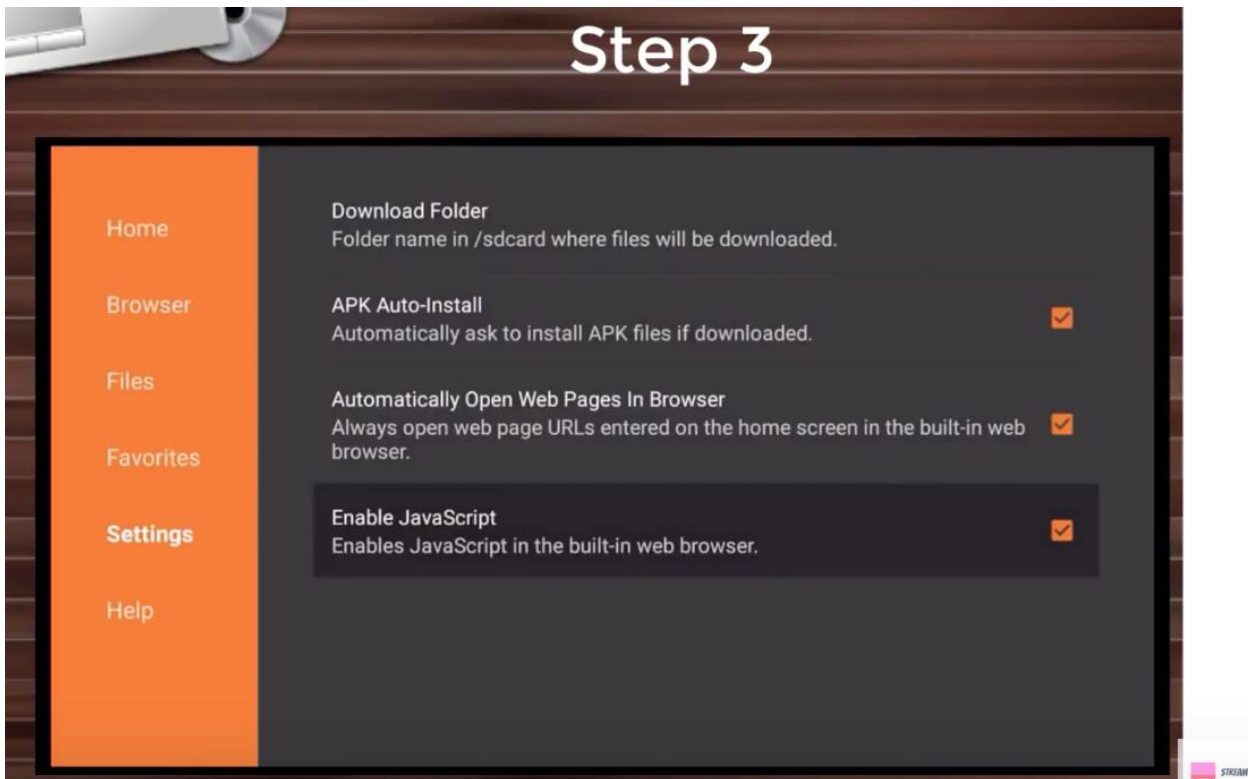 Step 3
Home
Browser
Files
Favorites
Settings
Help
Download Folder
Folder name in /sdcard where files will be downloaded.
APK Auto-Install
Automatically ask to install APK files if downloaded.
Automatically Open Web Pages In Browser
Always open web page URLs entered on the home screen in the built-in web
browser.
Enable JavaScript
Enables JavaScript in the built-in web browser.
STREAM